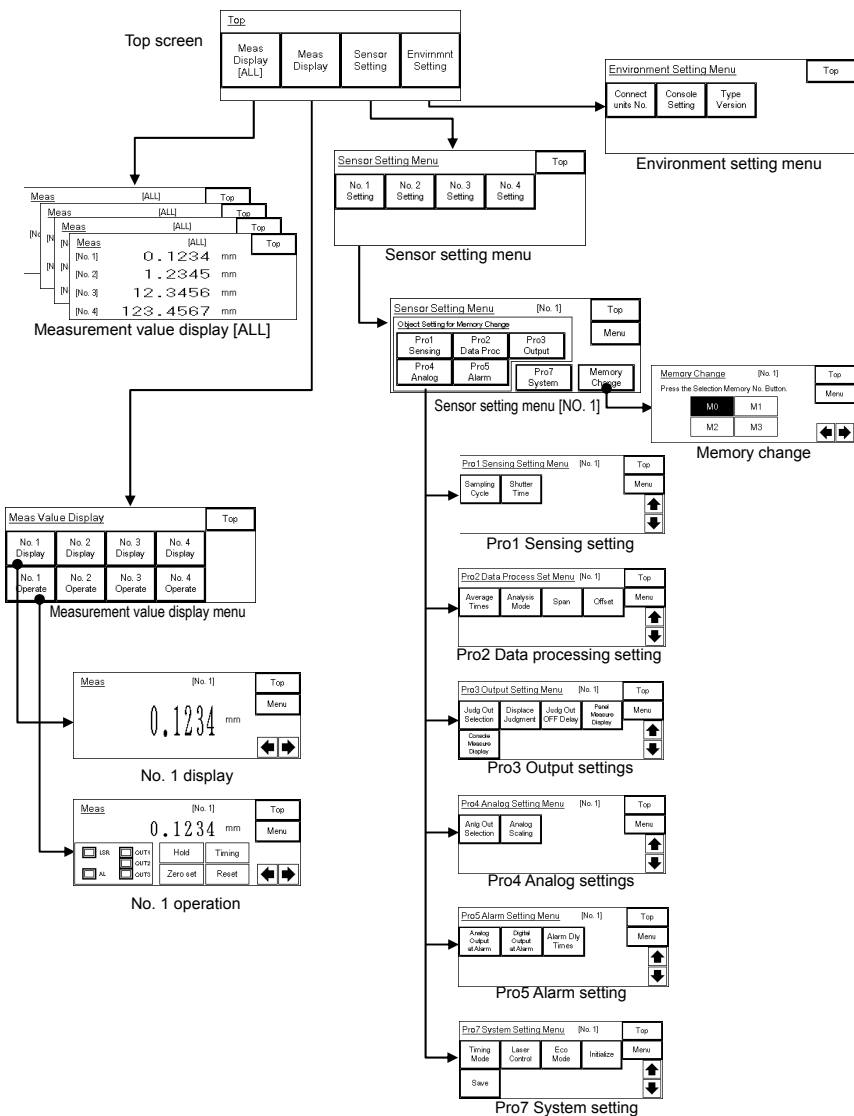 Top screen
Top
Meas Display [ALL]
Meas Display
Sensor Setting
Envirnmnt Setting
Environment Setting Menu
Top
Connect units No.
Console Setting
Type Version
Environment setting menu
Sensor Setting Menu
Top
No. 1 Setting
No. 2 Setting
No. 3 Setting
No. 4 Setting
Sensor setting menu
Meas [ALL] Top
Meas [ALL] Top
Meas [ALL] Top
Meas [ALL] Top
[No. 1] 0.1234 mm
[No. 2] 1.2345 mm
[No. 3] 12.3456 mm
[No. 4] 123.4567 mm
Measurement value display [ALL]
Sensor Setting Menu [No. 1]
Top
Menu
Object Setting for Memory Change
Pro1 Sensing
Pro2 Data Proc
Pro3 Output
Pro4 Analog
Pro5 Alarm
Pro7 System
Memory Change
Sensor setting menu [NO. 1]
Memory Change [No. 1]
Top
Menu
Press the Selection Memory No. Button.
M0 M1
M2 M3
Memory change
Pro1 Sensing Setting Menu [No. 1]
Top
Menu
Sampling Cycle
Shutter Time
Pro1 Sensing setting
Meas Value Display
Top
No. 1 Display
No. 2 Display
No. 3 Display
No. 4 Display
No. 1 Operate
No. 2 Operate
No. 3 Operate
No. 4 Operate
Measurement value display menu
Pro2 Data Process Set Menu [No. 1]
Top
Menu
Average Times
Analysis Mode
Span
Offset
Pro2 Data processing setting
Meas [No. 1]
Top
Menu
0.1234 mm
No. 1 display
Pro3 Output Setting Menu [No. 1]
Top
Menu
Judg Out Selection
Displace Judgment
Judg Out OFF Delay
Panel Measure Display
Console Measure Display
Pro3 Output settings
Meas [No. 1]
Top
Menu
0.1234 mm
LSR
AL
OUT1
OUT2
OUT3
Hold
Timing
Zero set
Reset
No. 1 operation
Pro4 Analog Setting Menu [No. 1]
Top
Menu
Anlg Out Selection
Analog Scaling
Pro4 Analog settings
Pro5 Alarm Setting Menu [No. 1]
Top
Menu
Analog Output at Alarm
Digital Output at Alarm
Alarm Dly Times
Pro5 Alarm setting
Pro7 System Setting Menu [No. 1]
Top
Menu
Timing Mode
Laser Control
Eco Mode
Initialize
Save
Pro7 System setting